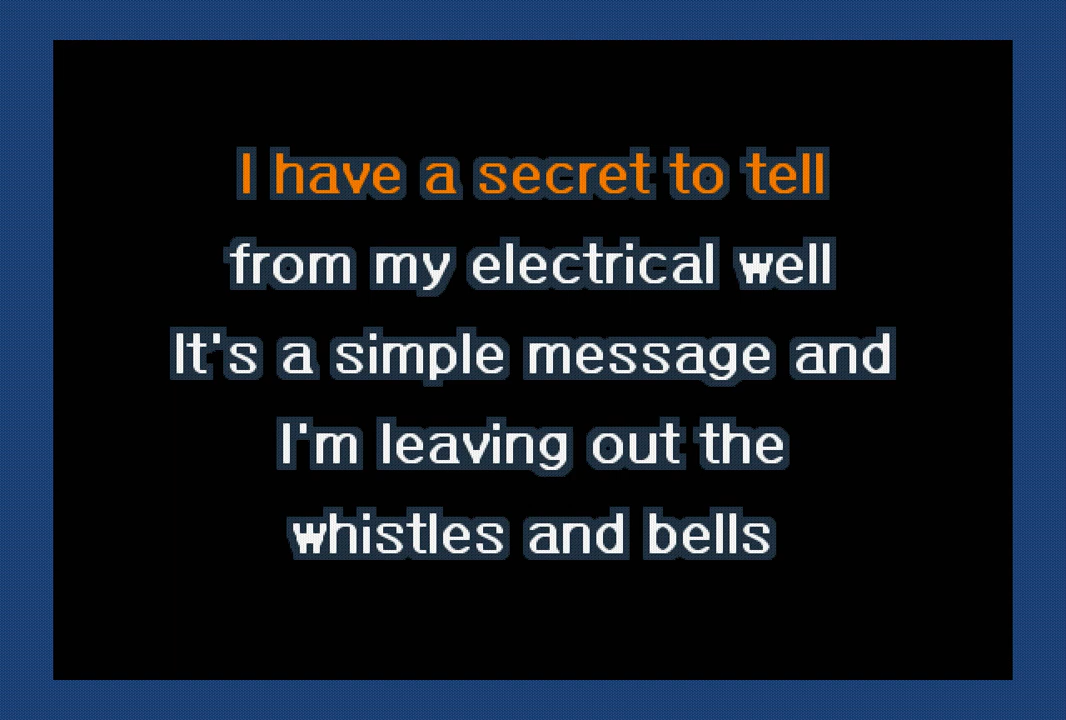 I have a secret to tell
from my electrical well
It's a simple message and
I'm leaving out the
whistles and bells